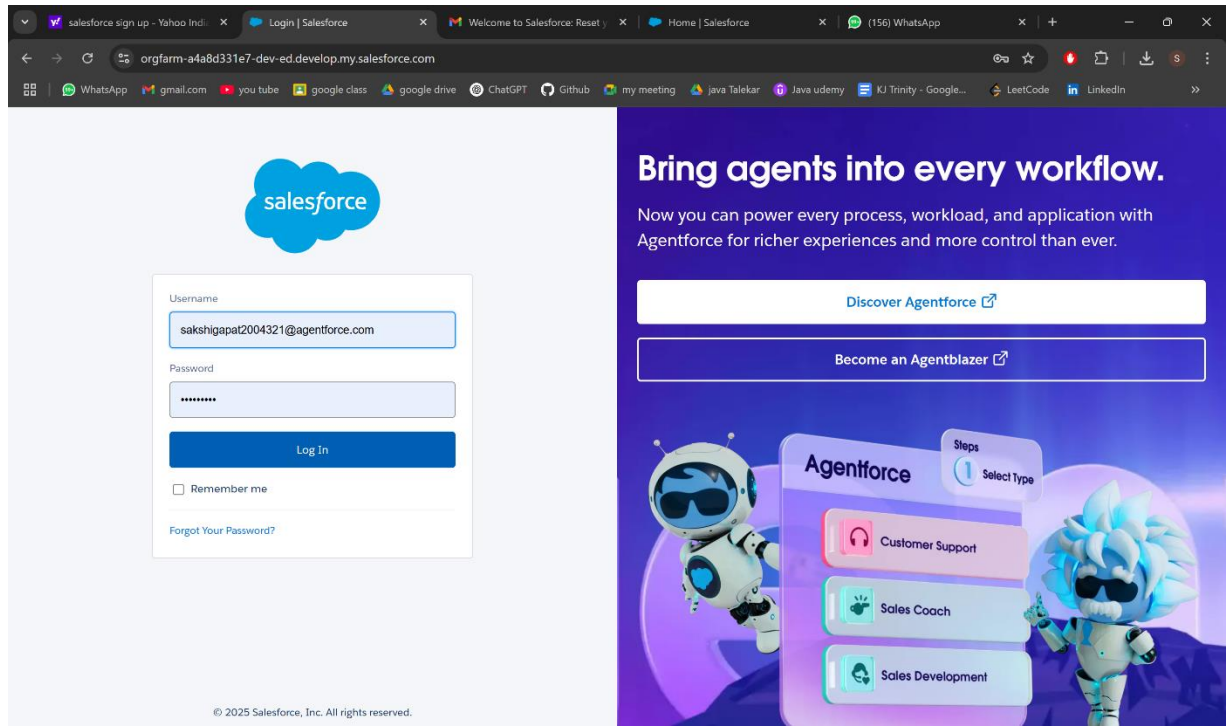 salesforce sign up - Yahoo Indi
Login | Salesforce
Welcome to Salesforce: Reset y
Home | Salesforce
(156) WhatsApp
orgfarm-a4a8d331e7-dev-ed.develop.my.salesforce.com
S
WhatsApp
gmail.com
you tube
google class
google drive
ChatGPT
Github
my meeting
java Talekar
Java udemy
KJ Trinity - Google...
LeetCode
LinkedIn
salesforce
Username
sakshigapat2004321@agentforce.com
Password
•••••••••
Log In
Remember me
Forgot Your Password?
© 2025 Salesforce, Inc. All rights reserved.
Bring agents into every workflow.
Now you can power every process, workload, and application with
Agentforce for richer experiences and more control than ever.
Discover Agentforce
Become an Agentblazer
Agentforce
Steps
1
Select Type
Customer Support
Sales Coach
Sales Development